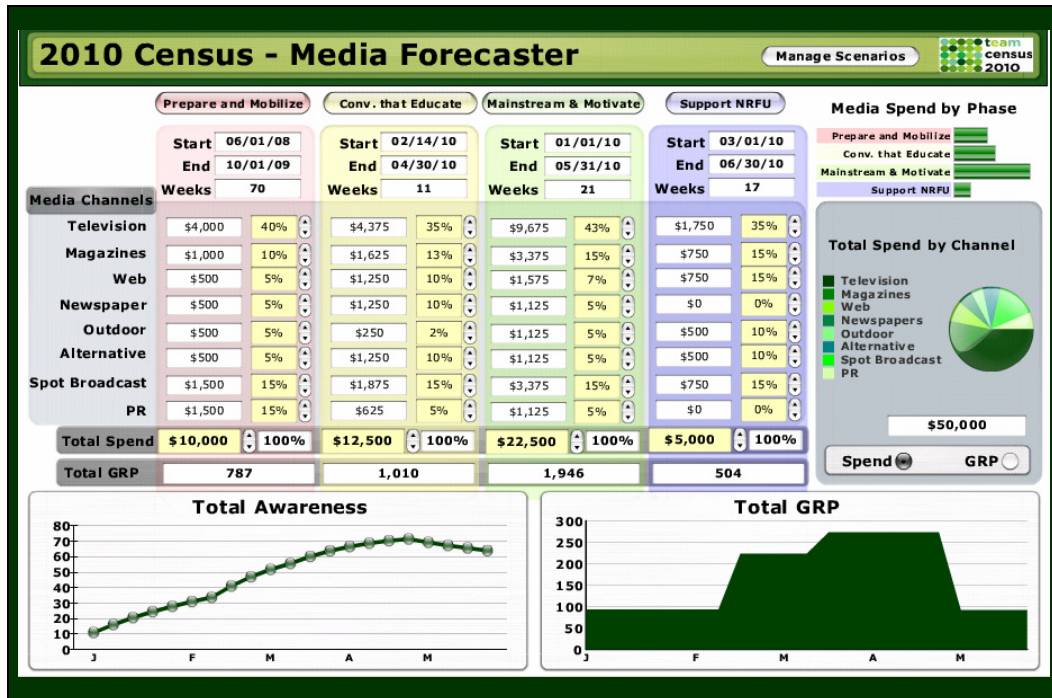 2010 Census - Media Forecaster
Manage Scenarios
team
census
2010
Prepare and Mobilize Conv. that Educate Mainstream & Motivate Support NRFU
Start 06/01/08 Start 02/14/10 Start 01/01/10 Start 03/01/10
End 10/01/09 End 04/30/10 End 05/31/10 End 06/30/10
Weeks 70 Weeks 11 Weeks 21 Weeks 17
Media Channels
Television $4,000 40% $4,375 35% $9,675 43% $1,750 35%
Magazines $1,000 10% $1,625 13% $3,375 15% $750 15%
Web $500 5% $1,250 10% $1,575 7% $750 15%
Newspaper $500 5% $1,250 10% $1,125 5% $0 0%
Outdoor $500 5% $250 2% $1,125 5% $500 10%
Alternative $500 5% $1,250 10% $1,125 5% $500 10%
Spot Broadcast $1,500 15% $1,875 15% $3,375 15% $750 15%
PR $1,500 15% $625 5% $1,125 5% $0 0%
Total Spend $10,000 100% $12,500 100% $22,500 100% $5,000 100%
Total GRP 787 1,010 1,946 504
Media Spend by Phase
Prepare and Mobilize
Conv. that Educate
Mainstream & Motivate
Support NRFU
Total Spend by Channel
Television
Magazines
Web
Newspapers
Outdoor
Alternative
Spot Broadcast
PR
$50,000
Spend GRP
Total Awareness
80
70
60
50
40
30
20
10
0
J F M A M
Total GRP
300
250
200
150
100
50
0
J F M A M